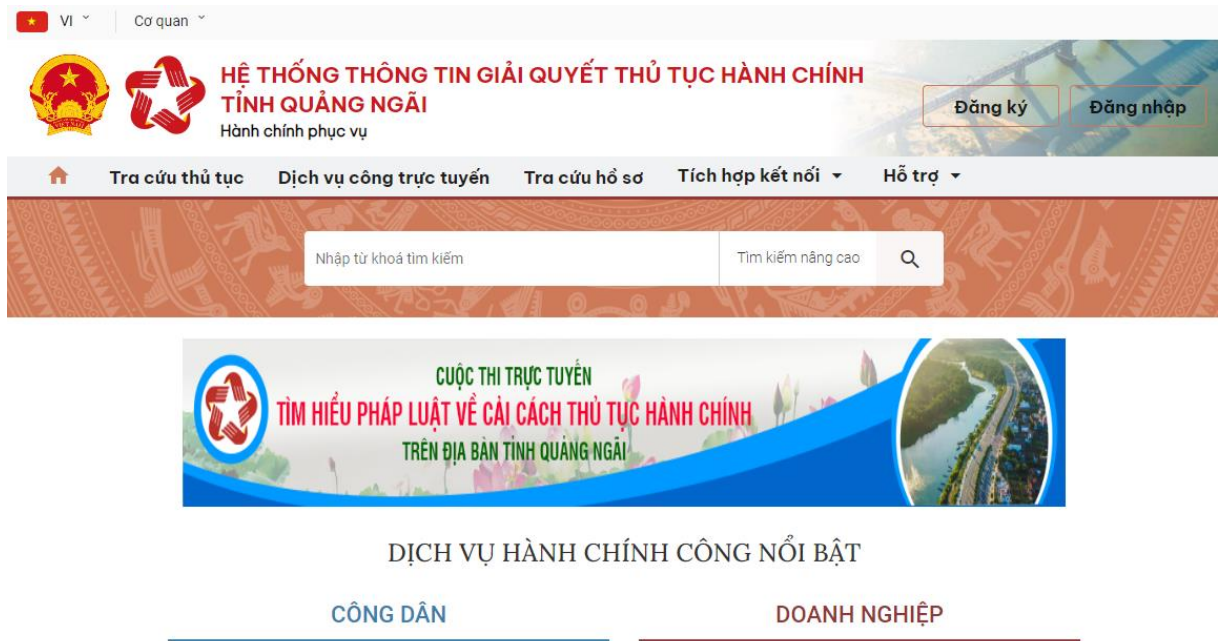 VI
Cơ quan
HỆ THỐNG THÔNG TIN GIẢI QUYẾT THỦ TỤC HÀNH CHÍNH
TỈNH QUẢNG NGÃI
Hành chính phục vụ
Đăng ký
Đăng nhập
Tra cứu thủ tục
Dịch vụ công trực tuyến
Tra cứu hồ sơ
Tích hợp kết nối
Hỗ trợ
Nhập từ khoá tìm kiếm
Tìm kiếm nâng cao
CUỘC THI TRỰC TUYẾN
TÌM HIỂU PHÁP LUẬT VỀ CẢI CÁCH THỦ TỤC HÀNH CHÍNH
TRÊN ĐỊA BÀN TỈNH QUẢNG NGÃI
DỊCH VỤ HÀNH CHÍNH CÔNG NỔI BẬT
CÔNG DÂN
DOANH NGHIỆP